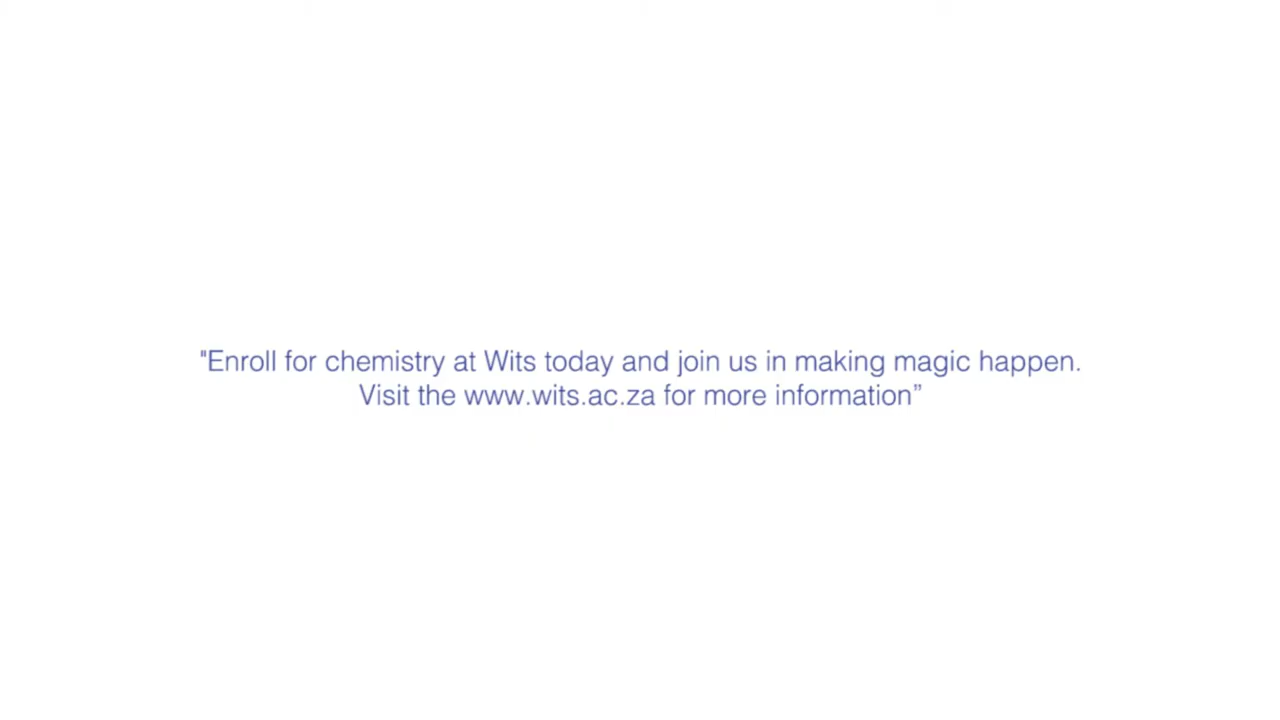 "Enroll for chemistry at Wits today and join us in making magic happen.
Visit the www.wits.ac.za for more information”